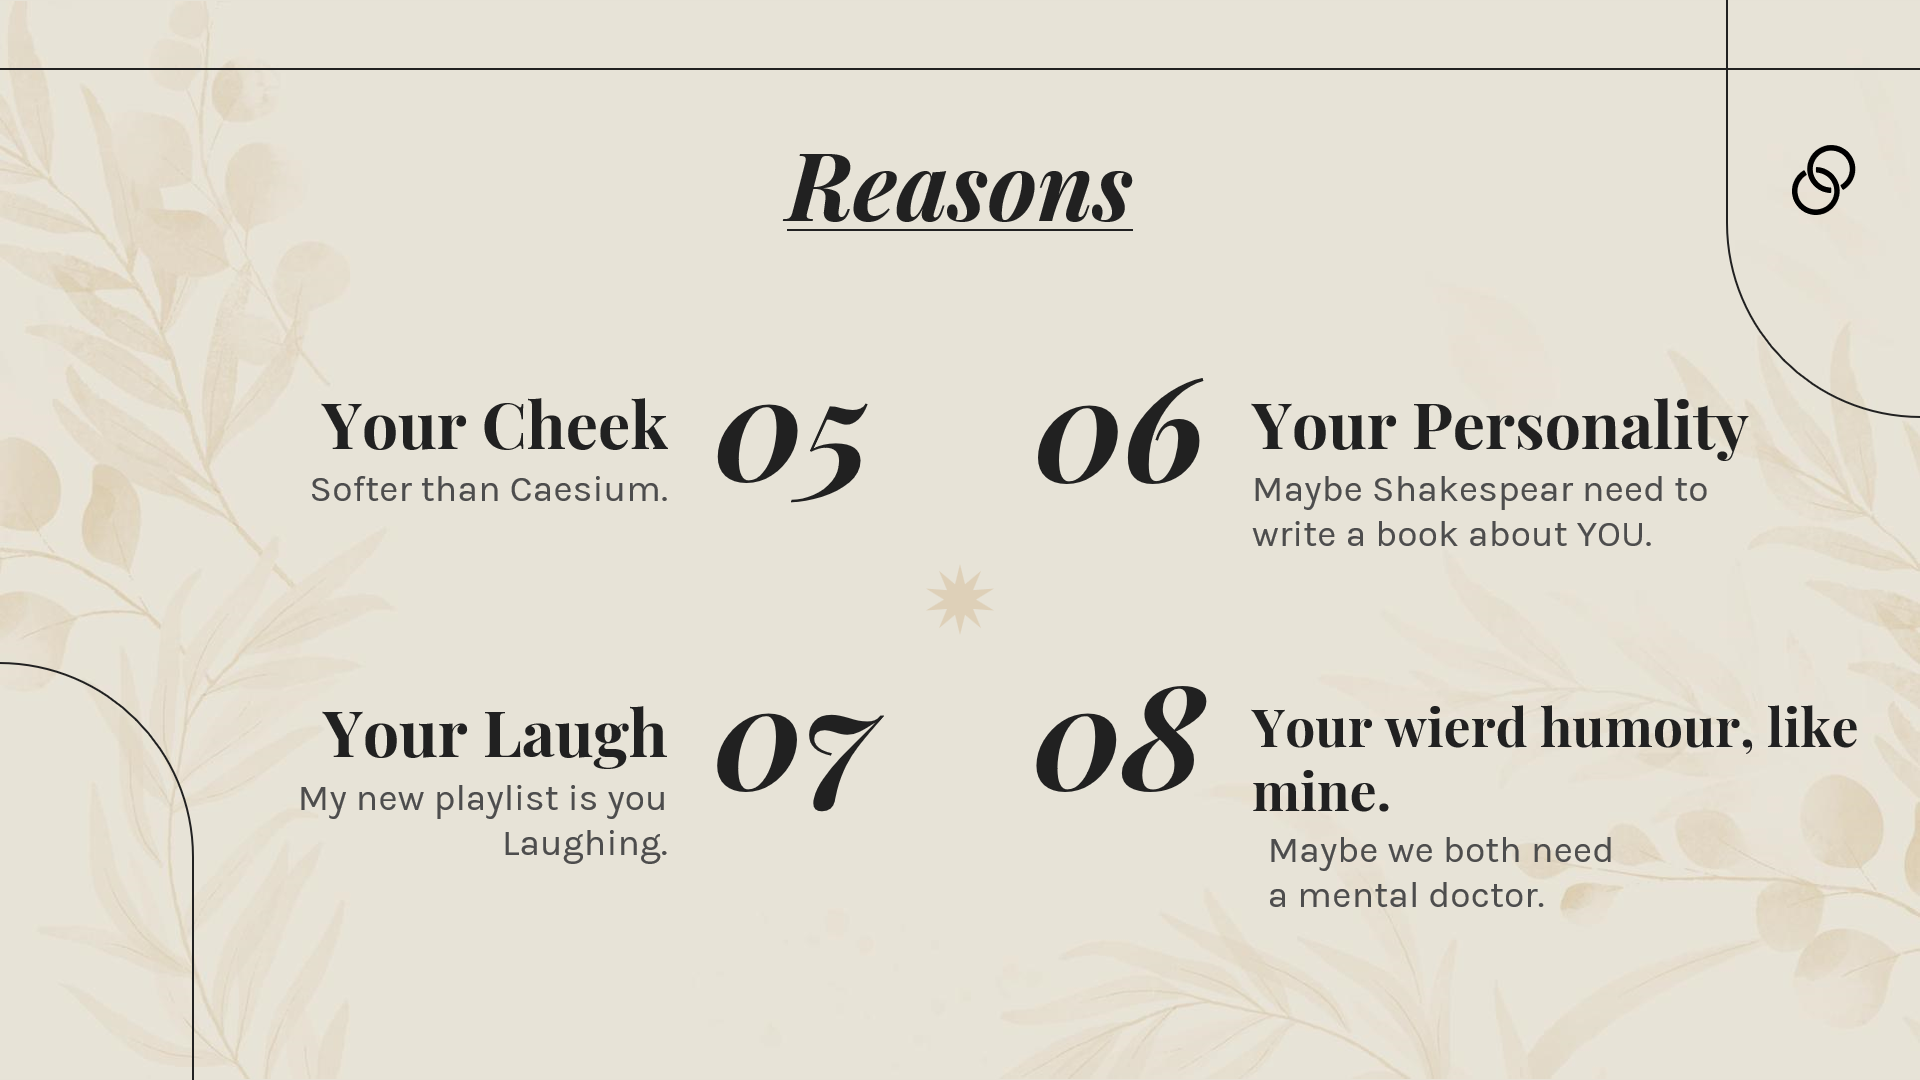 Reasons
Your Cheek
Softer than Caesium.
05
06
Your Personality
Maybe Shakespear need to
write a book about YOU.
Your Laugh
My new playlist is you
Laughing.
07
08
Your wierd humour, like
mine.
Maybe we both need
a mental doctor.